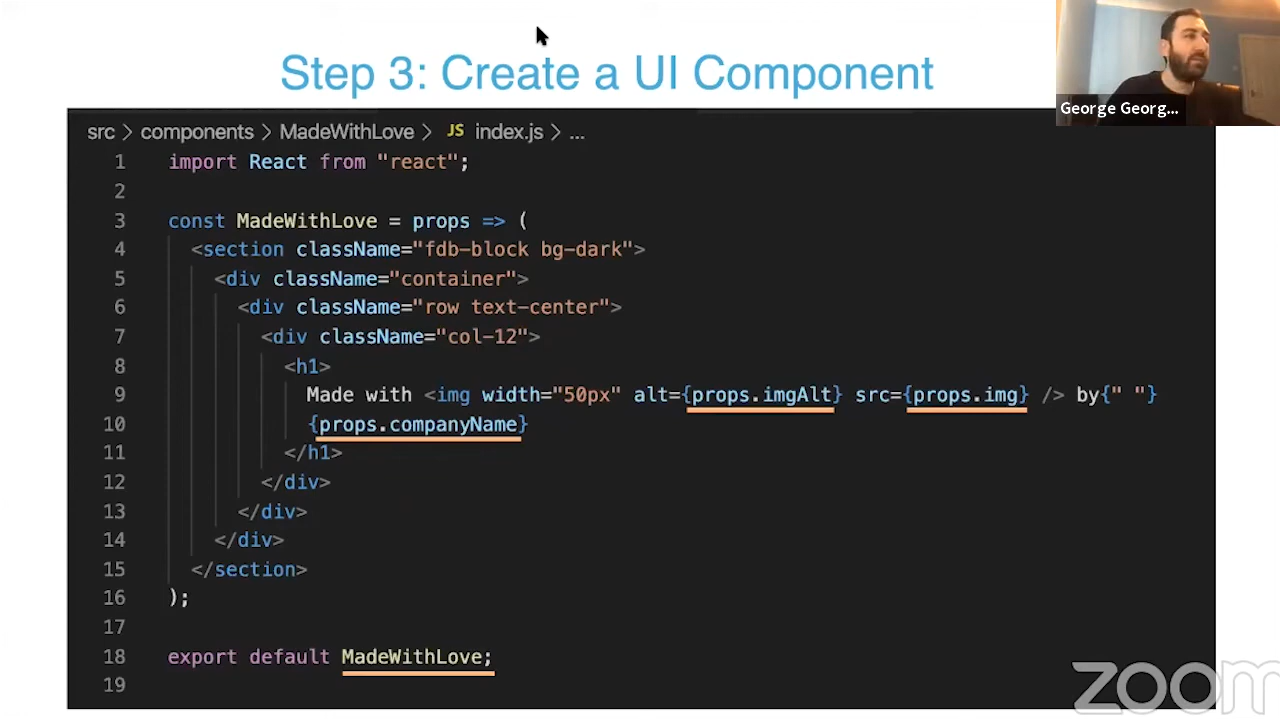 Step 3: Create a UI Component
George Georg...
src > components > MadeWithLove > JS index.js > ...
1 import React from "react";
2
3 const MadeWithLove = props => (
4 <section className="fdb-block bg-dark">
5 <div className="container">
6 <div className="row text-center">
7 <div className="col-12">
8 <h1>
9 Made with <img width="50px" alt={props.imgAlt} src={props.img} /> by{" "}
10 {props.companyName}
11 </h1>
12 </div>
13 </div>
14 </div>
15 </section>
16 );
17
18 export default MadeWithLove;
19
zoom